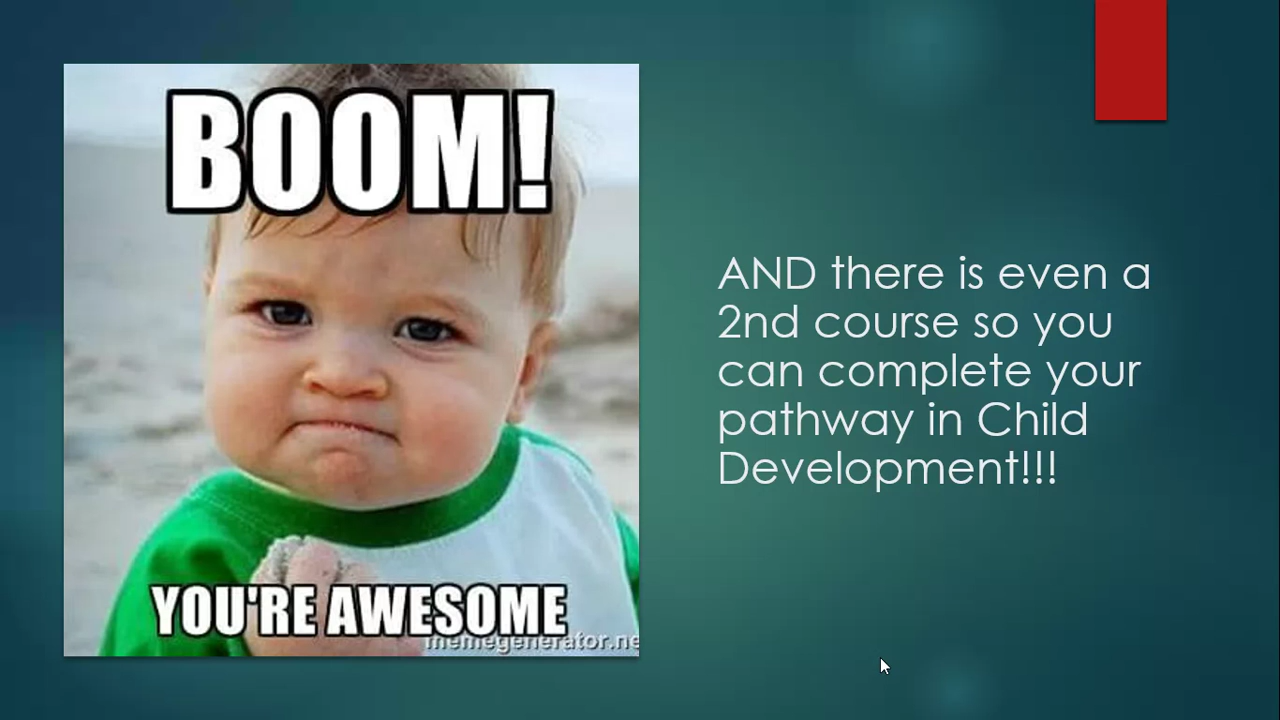 BOOM!
YOU'RE AWESOME
memegenerator.ne
AND there is even a
2nd course so you
can complete your
pathway in Child
Development!!!